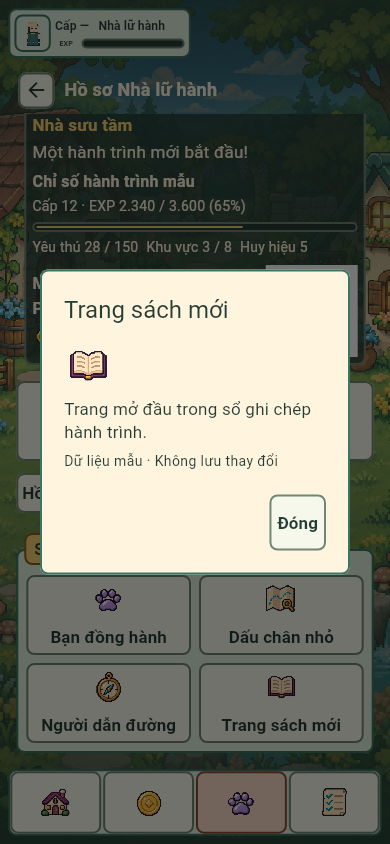 Cấp — Nhà lữ hành
EXP
Hồ sơ Nhà lữ hành
Nhà sưu tầm
Một hành trình mới bắt đầu!
Chỉ số hành trình mẫu
Cấp 12 · EXP 2.340 / 3.600 (65%)
Yêu thú 28 / 150 Khu vực 3 / 8 Huy hiệu 5
Trang sách mới
Trang mở đầu trong sổ ghi chép
hành trình.
Dữ liệu mẫu · Không lưu thay đổi
Đóng
Bạn đồng hành
Dấu chân nhỏ
Người dẫn đường
Trang sách mới